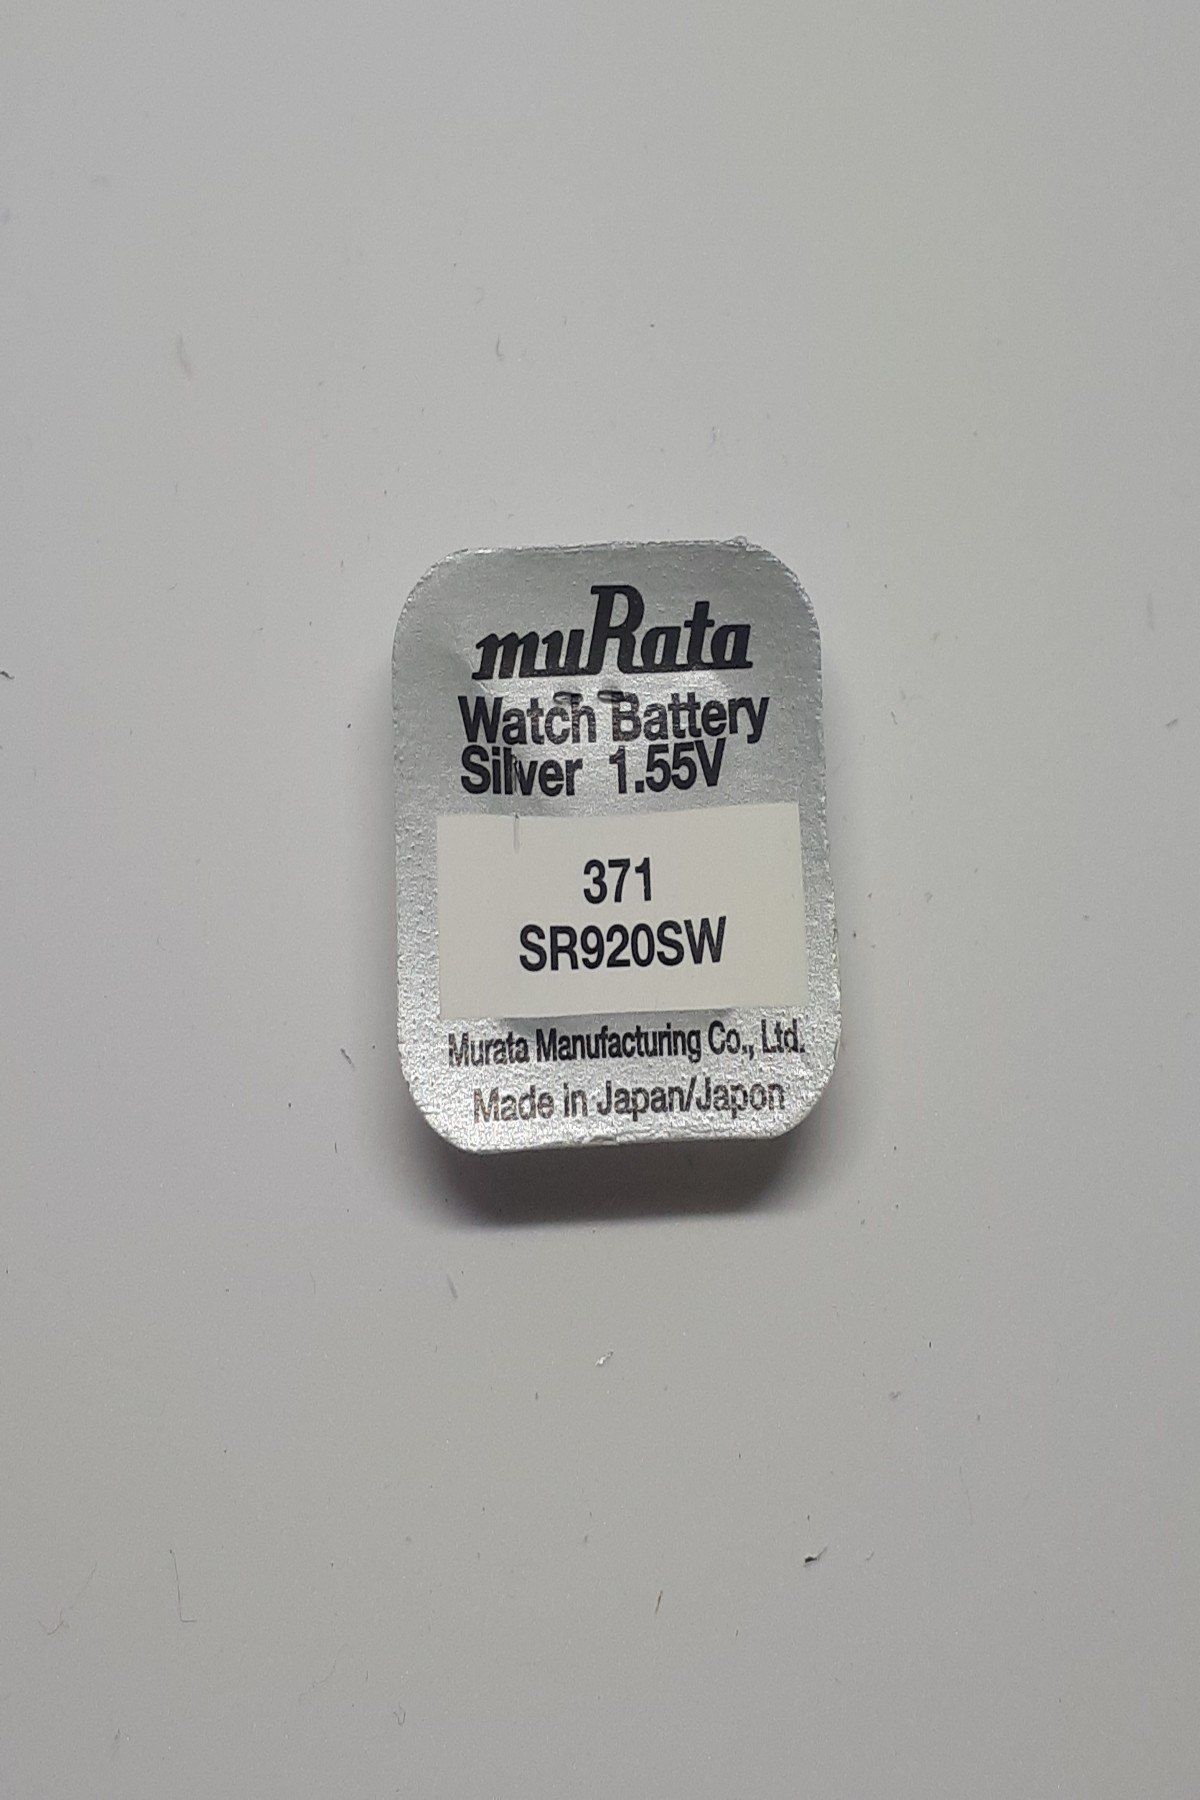 muRata
Watch Battery
Silver 1.55V
371
SR920SW
Murata Manufacturing Co., Ltd.
Made in Japan/Japon